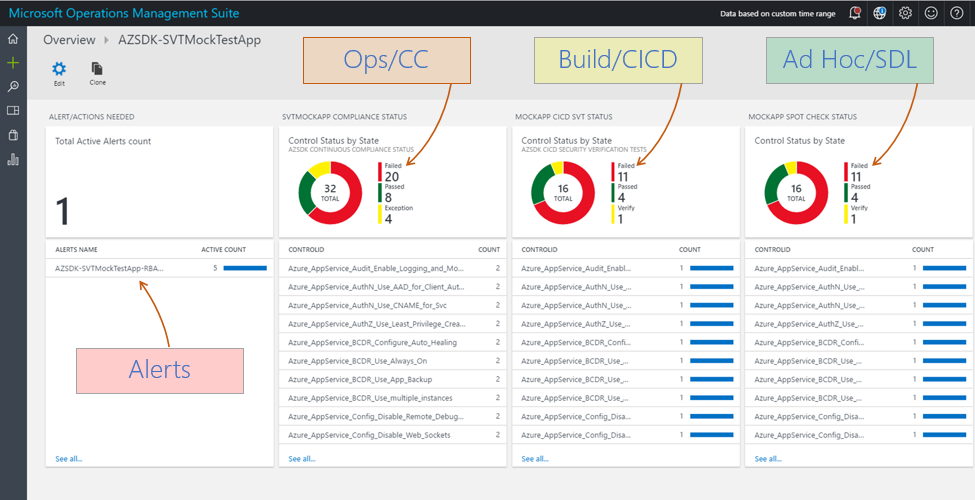 Microsoft Operations Management Suite
Data based on custom time range
Overview > AZSDK-SVTMockTestApp
Edit
Clone
Ops/CC
Build/CICD
Ad Hoc/SDL
ALERT/ACTIONS NEEDED
Total Active Alerts count
1
ALERTS NAME ACTIVE COUNT
AZSDK-SVTMockTestApp-RBA... 5
Alerts
See all...
SVTMOCKAPP COMPLIANCE STATUS
Control Status by State
AZSDK CONTINUOUS COMPLIANCE STATUS
32
TOTAL
Failed
20
Passed
8
Exception
4
CONTROLID COUNT
Azure_AppService_Audit_Enable_Logging_and_Mo... 2
Azure_AppService_AuthN_Use_AAD_for_Client_Aut... 2
Azure_AppService_AuthN_Use_CNAME_for_Svc 2
Azure_AppService_AuthZ_Use_Least_Privilege_Crea... 2
Azure_AppService_BCDR_Configure_Auto_Healing 2
Azure_AppService_BCDR_Use_Always_On 2
Azure_AppService_BCDR_Use_App_Backup 2
Azure_AppService_BCDR_Use_multiple_instances 2
Azure_AppService_Config_Disable_Remote_Debug... 2
Azure_AppService_Config_Disable_Web_Sockets 2
See all...
MOCKAPP CICD SVT STATUS
Control Status by State
AZSDK CICD SECURITY VERIFICATION TESTS
16
TOTAL
Failed
11
Passed
4
Verify
1
CONTROLID COUNT
Azure_AppService_Audit_Enabl... 1
Azure_AppService_AuthN_Use_... 1
Azure_AppService_AuthN_Use_... 1
Azure_AppService_AuthZ_Use_... 1
Azure_AppService_BCDR_Confi... 1
Azure_AppService_BCDR_Use_... 1
Azure_AppService_BCDR_Use_... 1
Azure_AppService_BCDR_Use_... 1
Azure_AppService_Config_Disa... 1
Azure_AppService_Config_Disa... 1
See all...
MOCKAPP SPOT CHECK STATUS
Control Status by State
16
TOTAL
Failed
11
Passed
4
Verify
1
CONTROLID COUNT
Azure_AppService_Audit_Enabl... 1
Azure_AppService_AuthN_Use_... 1
Azure_AppService_AuthN_Use_... 1
Azure_AppService_AuthZ_Use_... 1
Azure_AppService_BCDR_Confi... 1
Azure_AppService_BCDR_Use_... 1
Azure_AppService_BCDR_Use_... 1
Azure_AppService_BCDR_Use_... 1
Azure_AppService_Config_Disa... 1
Azure_AppService_Config_Disa... 1
See all...